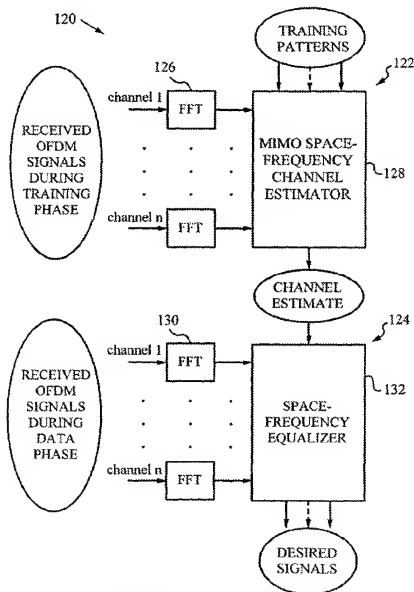 120
TRAINING
PATTERNS
122
126
channel 1
FFT
RECEIVED
OFDM
SIGNALS
DURING
TRAINING
PHASE
MIMO SPACE-
FREQUENCY
CHANNEL
ESTIMATOR
128
channel n
FFT
CHANNEL
ESTIMATE
130
124
channel 1
FFT
132
RECEIVED
OFDM
SIGNALS
DURING
DATA
PHASE
SPACE-
FREQUENCY
EQUALIZER
channel n
FFT
DESIRED
SIGNALS